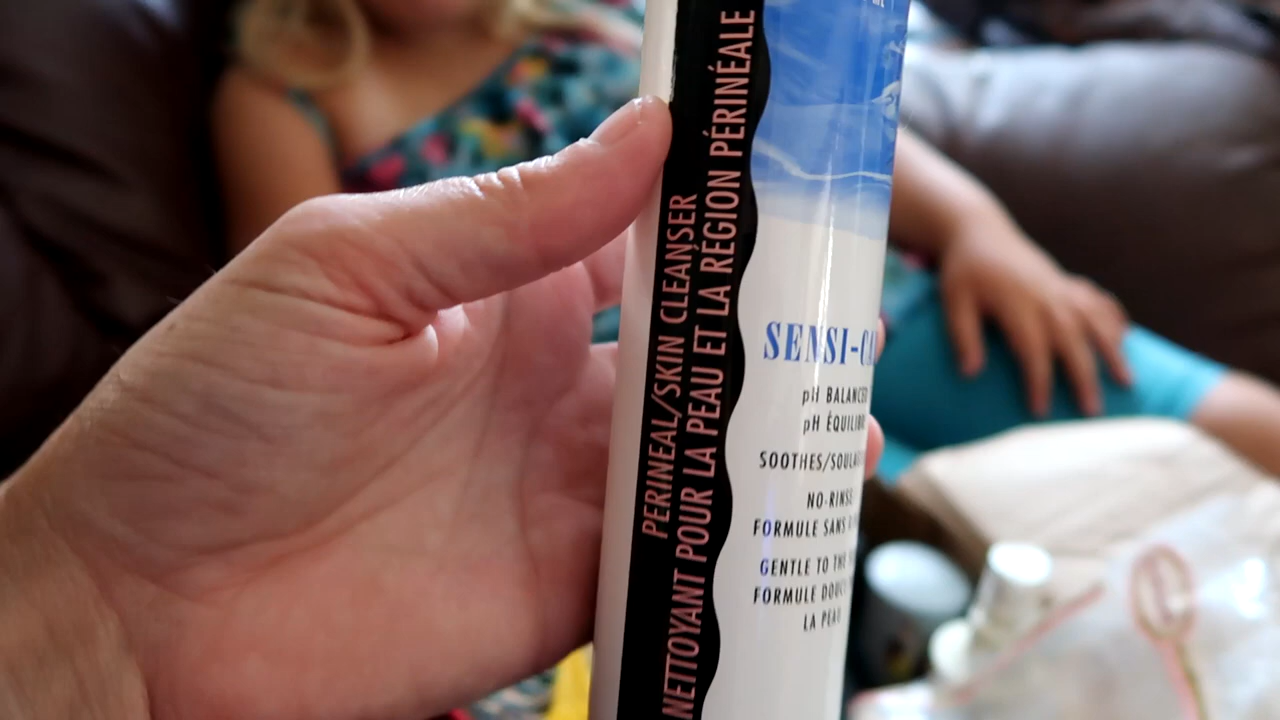 PERINEAL/SKIN CLEANSER
NETTOYANT POUR LA PEAU ET LA RÉGION PÉRINÉALE
pH BALANCED
pH
SOOTHES/
NO-RINSE
FORMULE SANS
GENTLE TO THE
FORMULE
LA PEAU